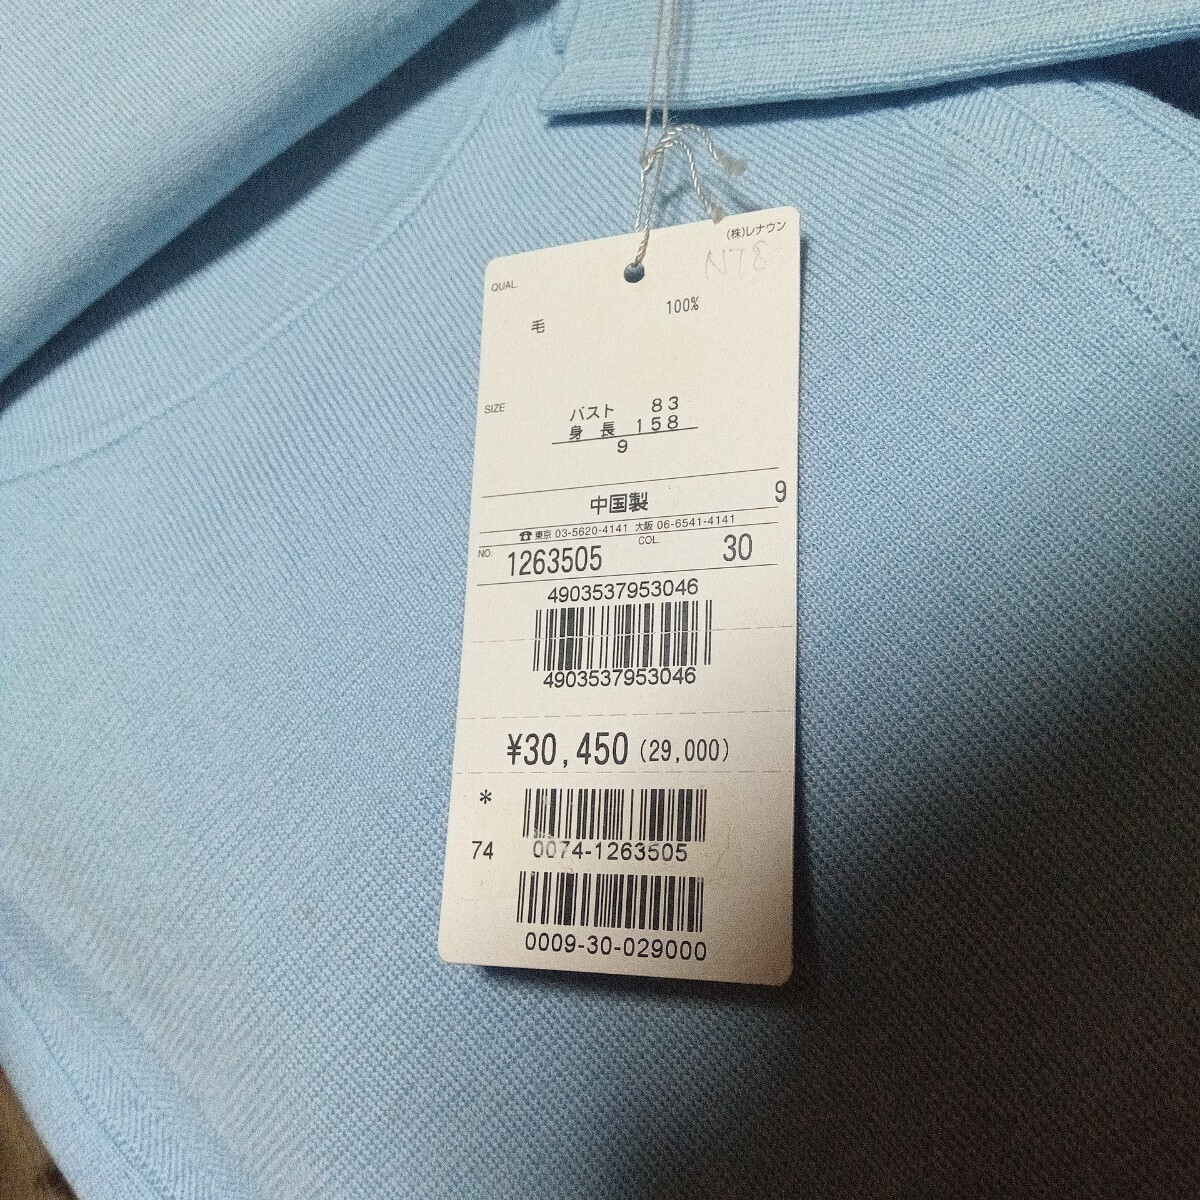 (株)レナウン
N78
QUAL.
毛 100%
SIZE
バスト 83
身長 158
9
中国製 9
☎東京 03-5620-4141 大阪 06-6541-4141
NO. 1263505 COL. 30
4903537953046
4903537953046
¥30,450 (29,000)
*
74 0074-1263505
0009-30-029000